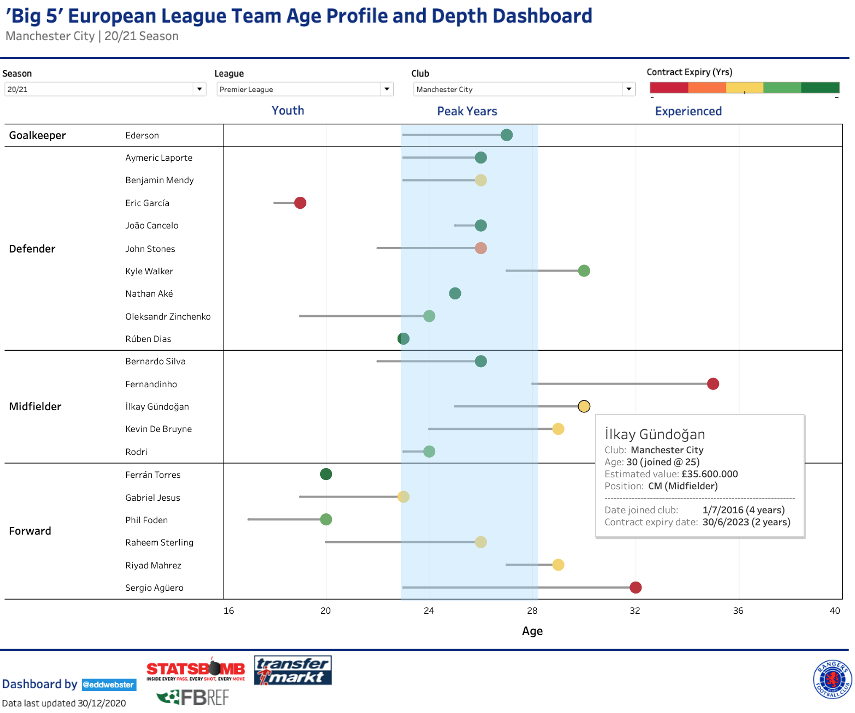 'Big 5' European League Team Age Profile and Depth Dashboard
Manchester City | 20/21 Season
Season
League
Club
Contract Expiry (Yrs)
20/21
Premier League
Manchester City
Youth
Peak Years
Experienced
Goalkeeper
Ederson
Defender
Aymeric Laporte
Benjamin Mendy
Eric García
João Cancelo
John Stones
Kyle Walker
Nathan Aké
Oleksandr Zinchenko
Rúben Dias
Midfielder
Bernardo Silva
Fernandinho
İlkay Gündoğan
Kevin De Bruyne
Rodri
Forward
Ferrán Torres
Gabriel Jesus
Phil Foden
Raheem Sterling
Riyad Mahrez
Sergio Agüero
İlkay Gündoğan
Club: Manchester City
Age: 30 (joined @ 25)
Estimated value: £35.600.000
Position: CM (Midfielder)
Date joined club: 1/7/2016 (4 years)
Contract expiry date: 30/6/2023 (2 years)
16 20 24 28 32 36 40
Age
Dashboard by @eddwebster
Data last updated 30/12/2020
STATSBOMB
INSIDE EVERY PASS, EVERY SHOT, EVERY MOVE
transfer
markt
FBREF
RANGERS
FOOTBALL CLUB